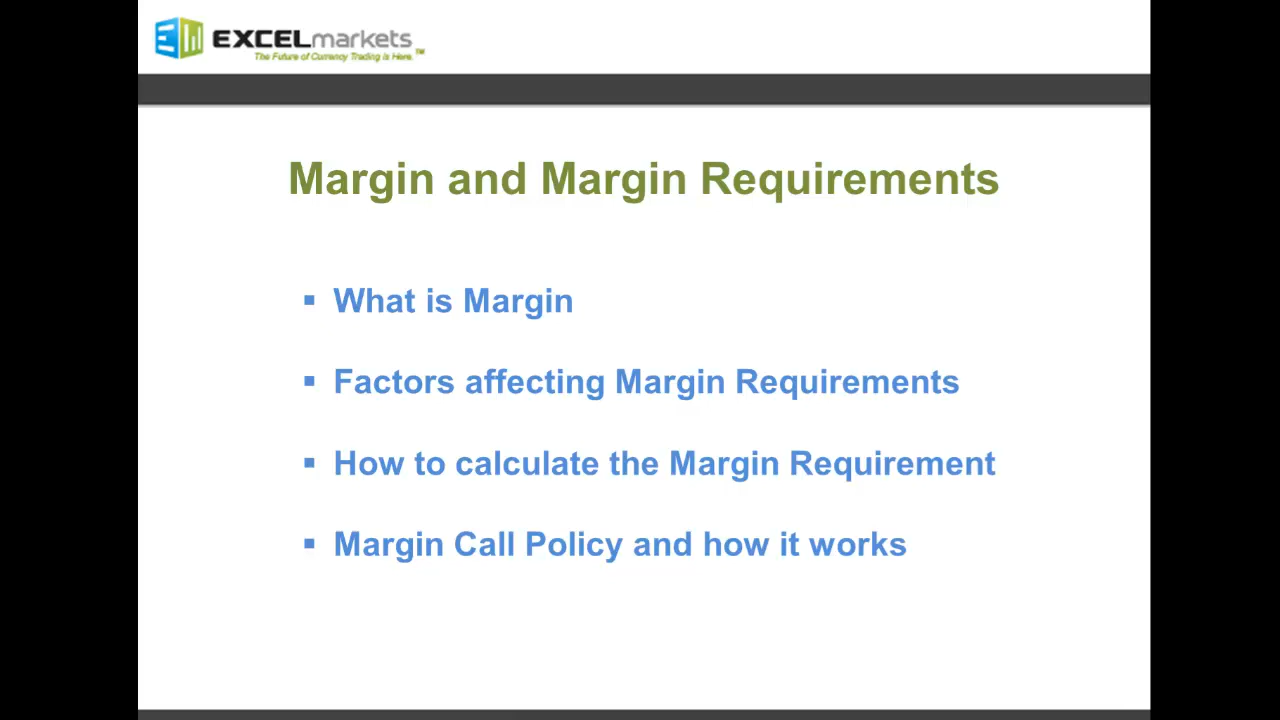 EXCELmarkets
The Future of Currency Trading is Here.™
Margin and Margin Requirements
▪ What is Margin
▪ Factors affecting Margin Requirements
▪ How to calculate the Margin Requirement
▪ Margin Call Policy and how it works